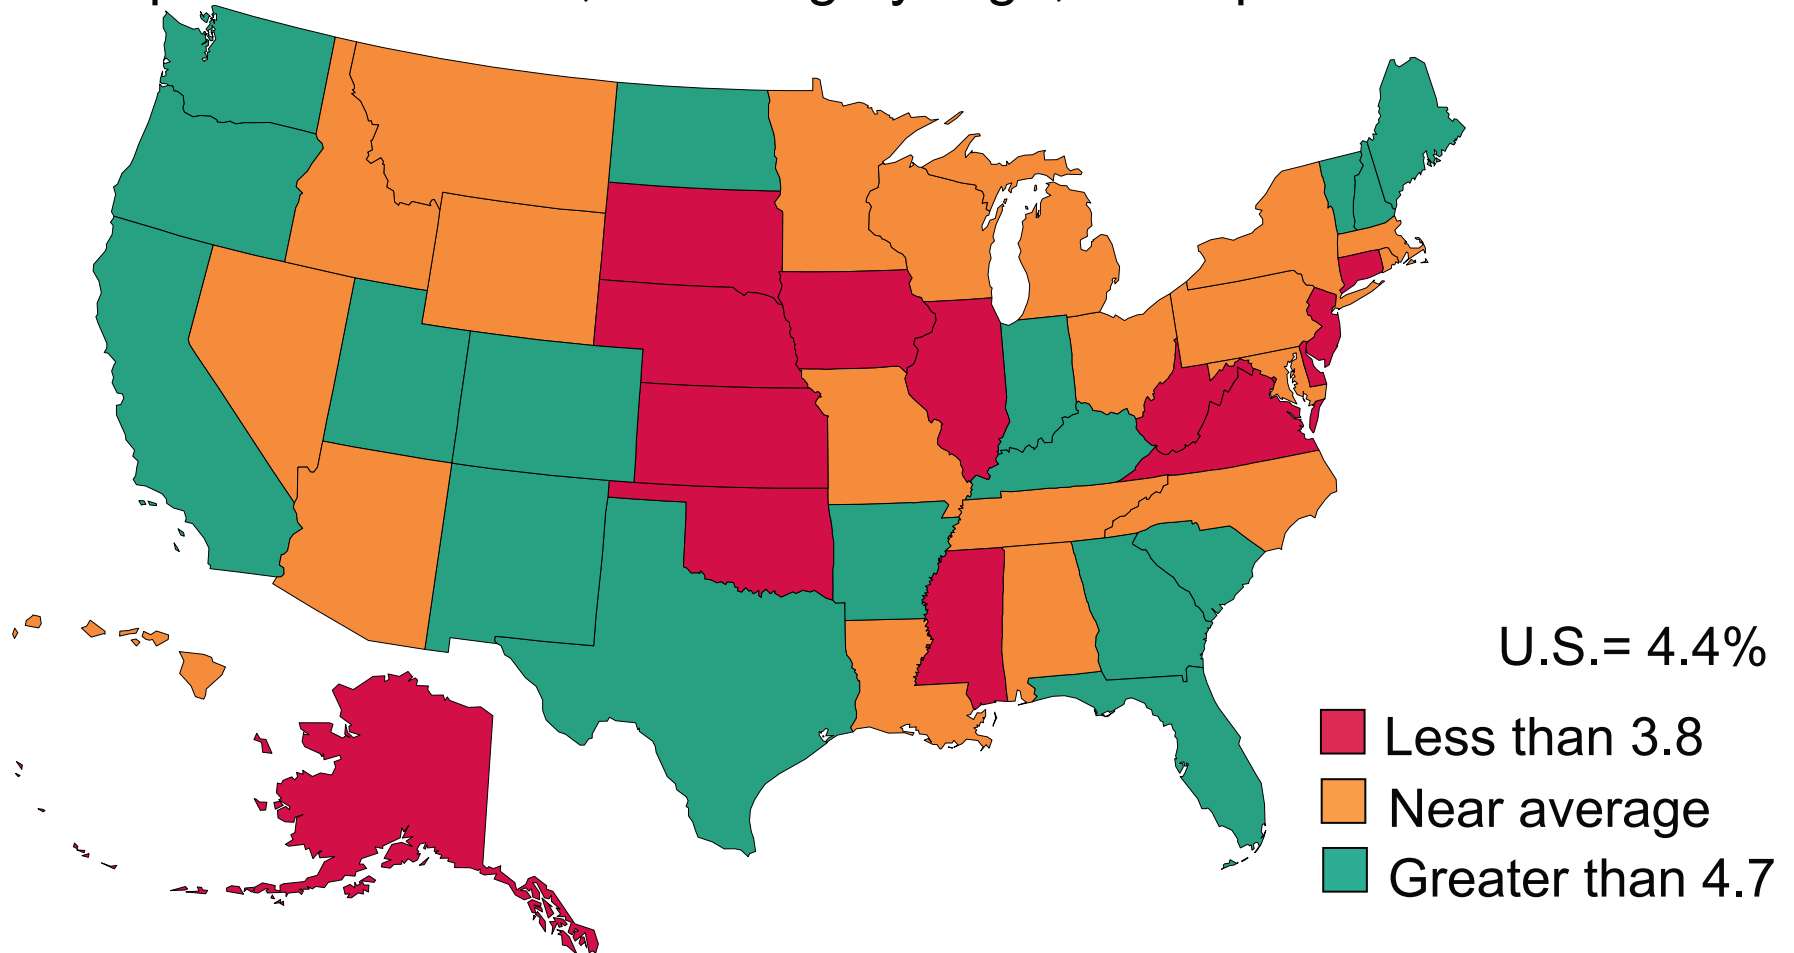 U.S.= 4.4%
Less than 3.8
Near average
Greater than 4.7